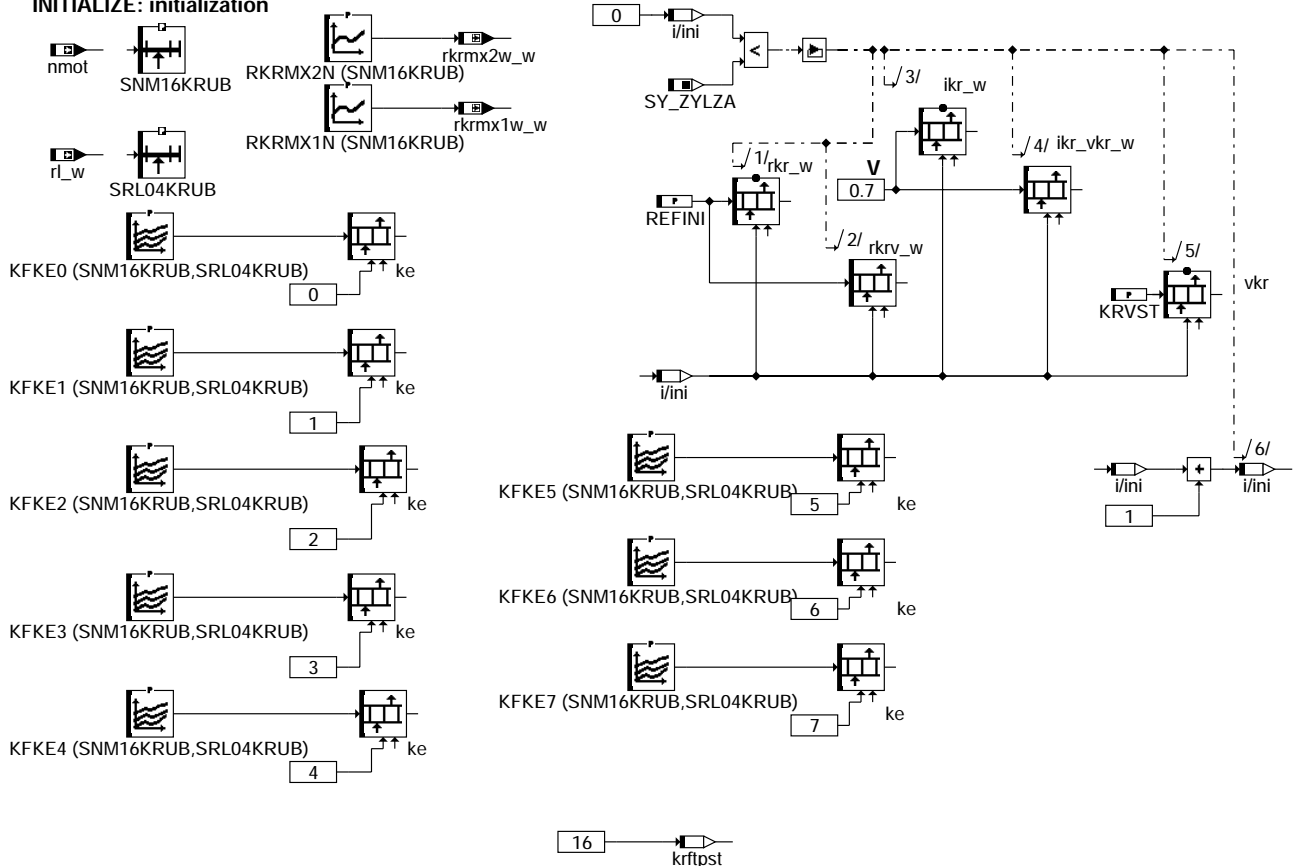 INITIALIZE: initialization
nmot
SNM16KRUB
P
RKRMX2N (SNM16KRUB)
rkrmx2w_w
P
RKRMX1N (SNM16KRUB)
rkrmx1w_w
rl_w
SRL04KRUB
P
KFKE0 (SNM16KRUB,SRL04KRUB)
0
ke
P
KFKE1 (SNM16KRUB,SRL04KRUB)
1
ke
P
KFKE2 (SNM16KRUB,SRL04KRUB)
2
ke
P
KFKE3 (SNM16KRUB,SRL04KRUB)
3
ke
P
KFKE4 (SNM16KRUB,SRL04KRUB)
4
ke
0
i/ini
<
SY_ZYLZA
3/
ikr_w
4/
ikr_vkr_w
1/
rkr_w
V
0.7
P
REFINI
2/
rkrv_w
5/
P
KRVST
vkr
i/ini
P
KFKE5 (SNM16KRUB,SRL04KRUB)
5
ke
P
KFKE6 (SNM16KRUB,SRL04KRUB)
6
ke
P
KFKE7 (SNM16KRUB,SRL04KRUB)
7
ke
6/
i/ini
+
i/ini
1
16
krftpst